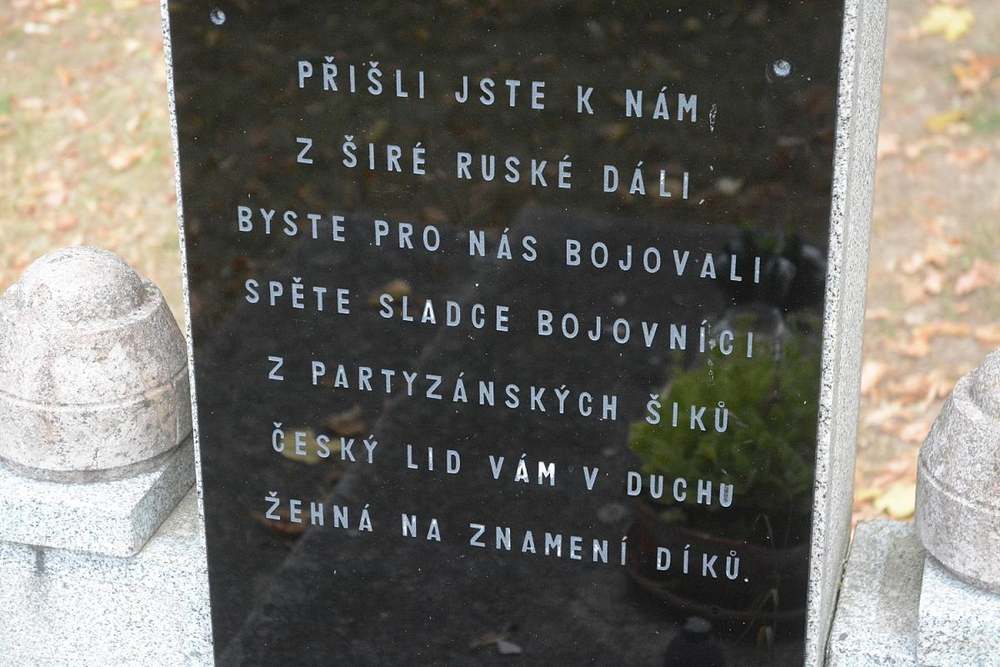 PŘIŠLI JSTE K NÁM
Z ŠIRÉ RUSKÉ DÁLI
BYSTE PRO NÁS BOJOVALI
SPĚTE SLADCE BOJOVNÍCI
Z PARTYZÁNSKÝCH ŠIKŮ
ČESKÝ LID VÁM V DUCHU
ŽEHNÁ NA ZNAMENÍ DÍKŮ.